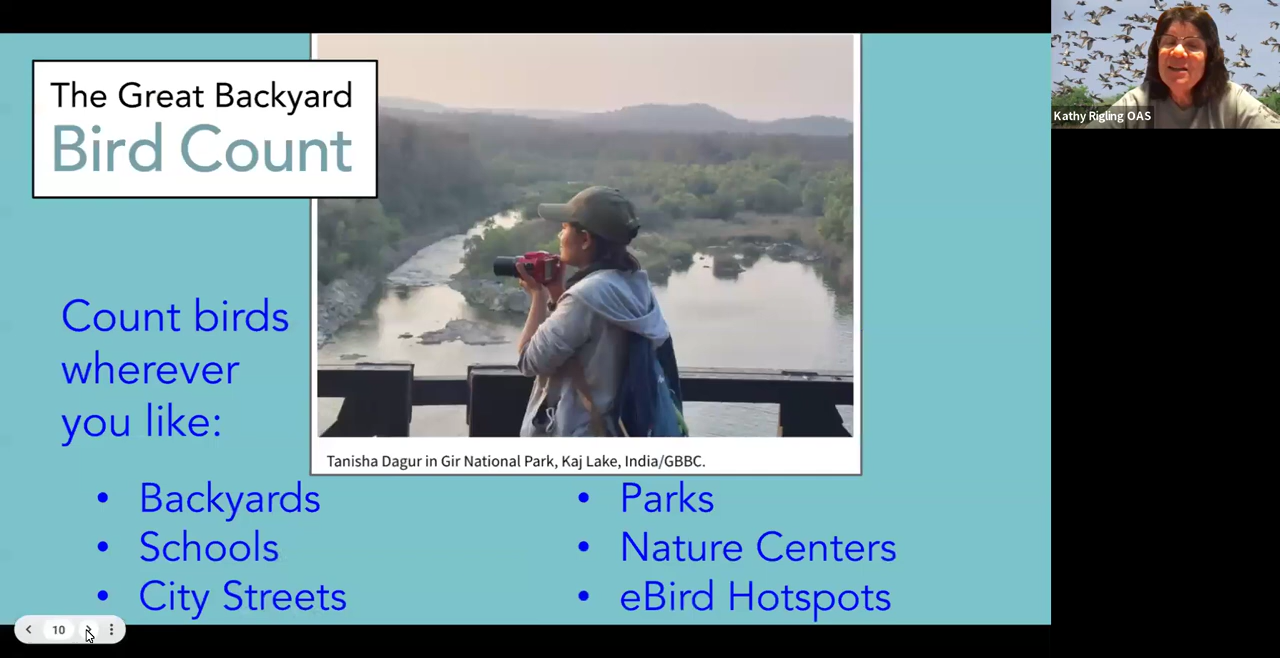 The Great Backyard
Bird Count
Kathy Rigling OAS
Count birds
wherever
you like:
Tanisha Dagur in Gir National Park, Kaj Lake, India/GBBC.
• Backyards
• Schools
• City Streets
• Parks
• Nature Centers
• eBird Hotspots
10